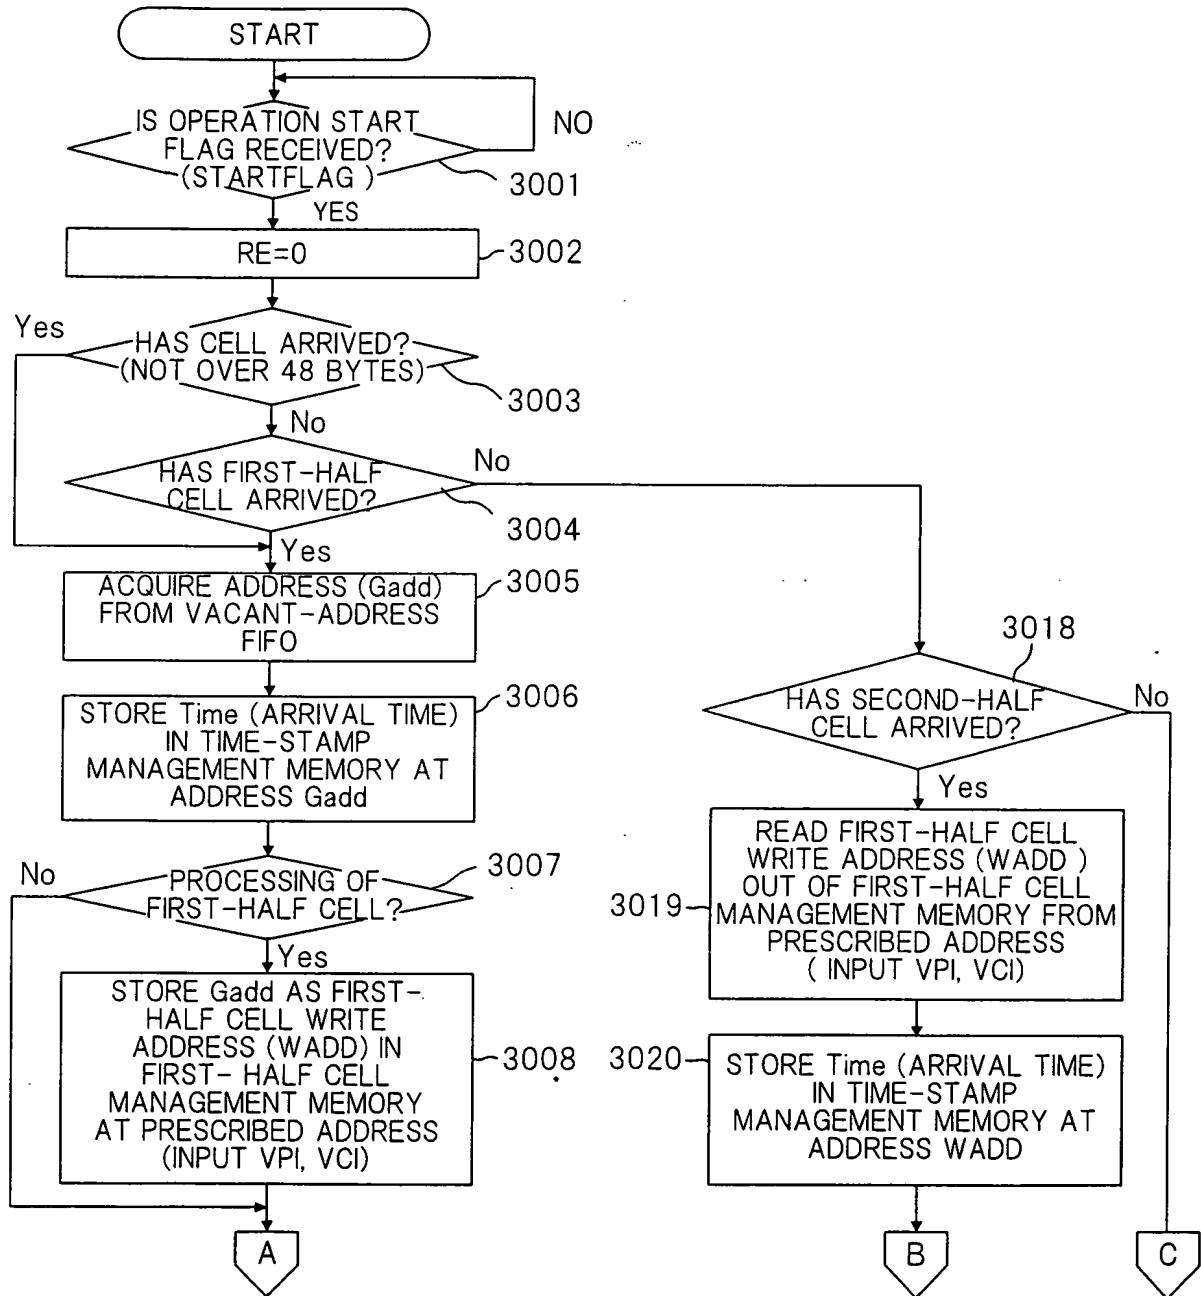 START
IS OPERATION START
FLAG RECEIVED?
(STARTFLAG )
NO
3001
YES
RE=0
3002
Yes
HAS CELL ARRIVED?
(NOT OVER 48 BYTES)
3003
No
HAS FIRST-HALF
CELL ARRIVED?
No
3004
Yes
ACQUIRE ADDRESS (Gadd)
FROM VACANT-ADDRESS
FIFO
3005
STORE Time (ARRIVAL TIME)
IN TIME-STAMP
MANAGEMENT MEMORY AT
ADDRESS Gadd
3006
No
PROCESSING OF
FIRST-HALF CELL?
3007
Yes
STORE Gadd AS FIRST-
HALF CELL WRITE
ADDRESS (WADD) IN
FIRST- HALF CELL
MANAGEMENT MEMORY
AT PRESCRIBED ADDRESS
(INPUT VPI, VCI)
3008
A
3018
HAS SECOND-HALF
CELL ARRIVED?
No
Yes
READ FIRST-HALF CELL
WRITE ADDRESS (WADD )
OUT OF FIRST-HALF CELL
MANAGEMENT MEMORY FROM
PRESCRIBED ADDRESS
( INPUT VPI, VCI)
3019
3020
STORE Time (ARRIVAL TIME)
IN TIME-STAMP
MANAGEMENT MEMORY AT
ADDRESS WADD
B
C